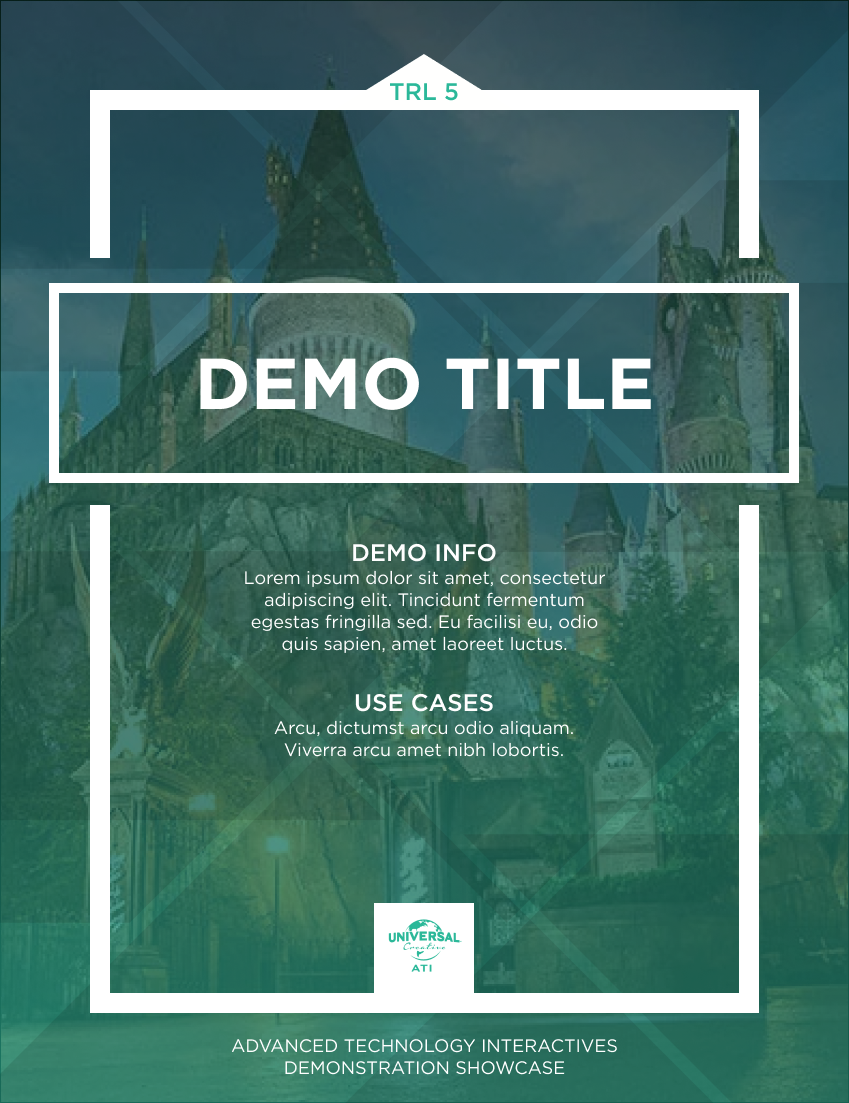 TRL 5
DEMO TITLE
DEMO INFO
Lorem ipsum dolor sit amet, consectetur
adipiscing elit. Tincidunt fermentum
egestas fringilla sed. Eu facilisi eu, odio
quis sapien, amet laoreet luctus.
USE CASES
Arcu, dictumst arcu odio aliquam.
Viverra arcu amet nibh lobortis.
UNIVERSAL
Creative
ATI
ADVANCED TECHNOLOGY INTERACTIVES
DEMONSTRATION SHOWCASE